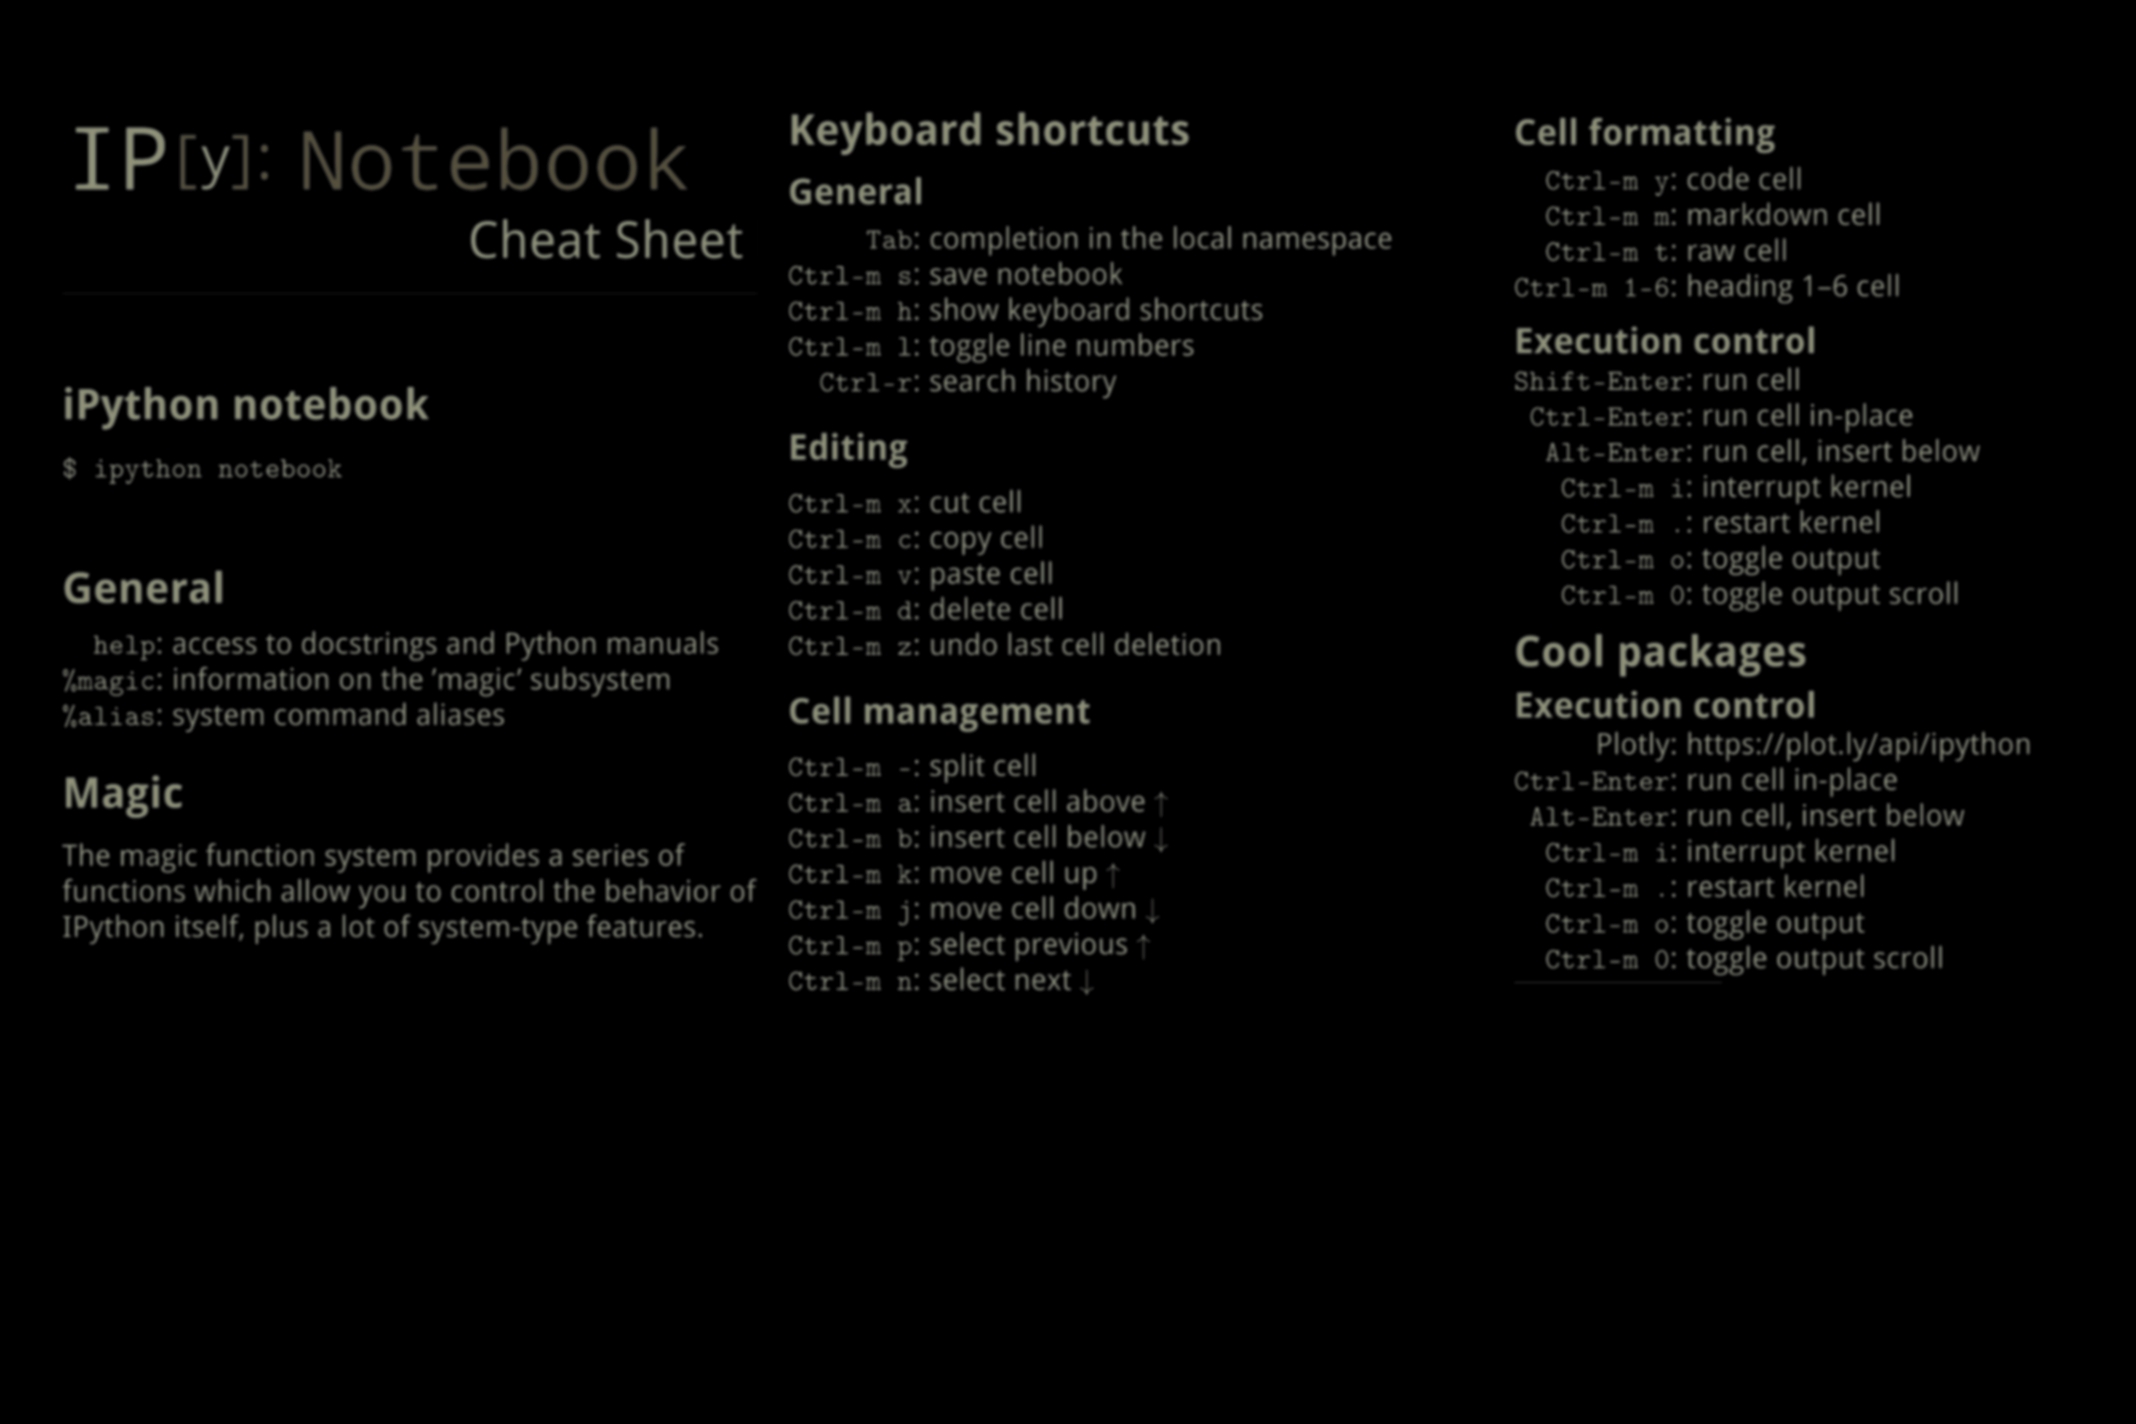 IP[y]: Notebook
Cheat Sheet
iPython notebook
$ ipython notebook
General
help: access to docstrings and Python manuals
%magic: information on the ’magic’ subsystem
%alias: system command aliases
Magic
The magic function system provides a series of
functions which allow you to control the behavior of
IPython itself, plus a lot of system-type features.
Keyboard shortcuts
General
Tab: completion in the local namespace
Ctrl-m s: save notebook
Ctrl-m h: show keyboard shortcuts
Ctrl-m l: toggle line numbers
Ctrl-r: search history
Editing
Ctrl-m x: cut cell
Ctrl-m c: copy cell
Ctrl-m v: paste cell
Ctrl-m d: delete cell
Ctrl-m z: undo last cell deletion
Cell management
Ctrl-m -: split cell
Ctrl-m a: insert cell above ↑
Ctrl-m b: insert cell below ↓
Ctrl-m k: move cell up ↑
Ctrl-m j: move cell down ↓
Ctrl-m p: select previous ↑
Ctrl-m n: select next ↓
Cell formatting
Ctrl-m y: code cell
Ctrl-m m: markdown cell
Ctrl-m t: raw cell
Ctrl-m 1-6: heading 1–6 cell
Execution control
Shift-Enter: run cell
Ctrl-Enter: run cell in-place
Alt-Enter: run cell, insert below
Ctrl-m i: interrupt kernel
Ctrl-m .: restart kernel
Ctrl-m o: toggle output
Ctrl-m O: toggle output scroll
Cool packages
Execution control
Plotly: https://plot.ly/api/ipython
Ctrl-Enter: run cell in-place
Alt-Enter: run cell, insert below
Ctrl-m i: interrupt kernel
Ctrl-m .: restart kernel
Ctrl-m o: toggle output
Ctrl-m O: toggle output scroll